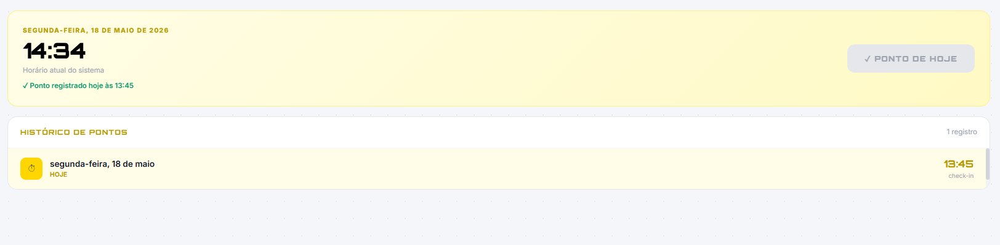 SEGUNDA-FEIRA, 18 DE MAIO DE 2026
14:34
Horário atual do sistema
✓ Ponto registrado hoje às 13:45
✓ PONTO DE HOJE
HISTÓRICO DE PONTOS
1 registro
segunda-feira, 18 de maio
HOJE
13:45
check-in